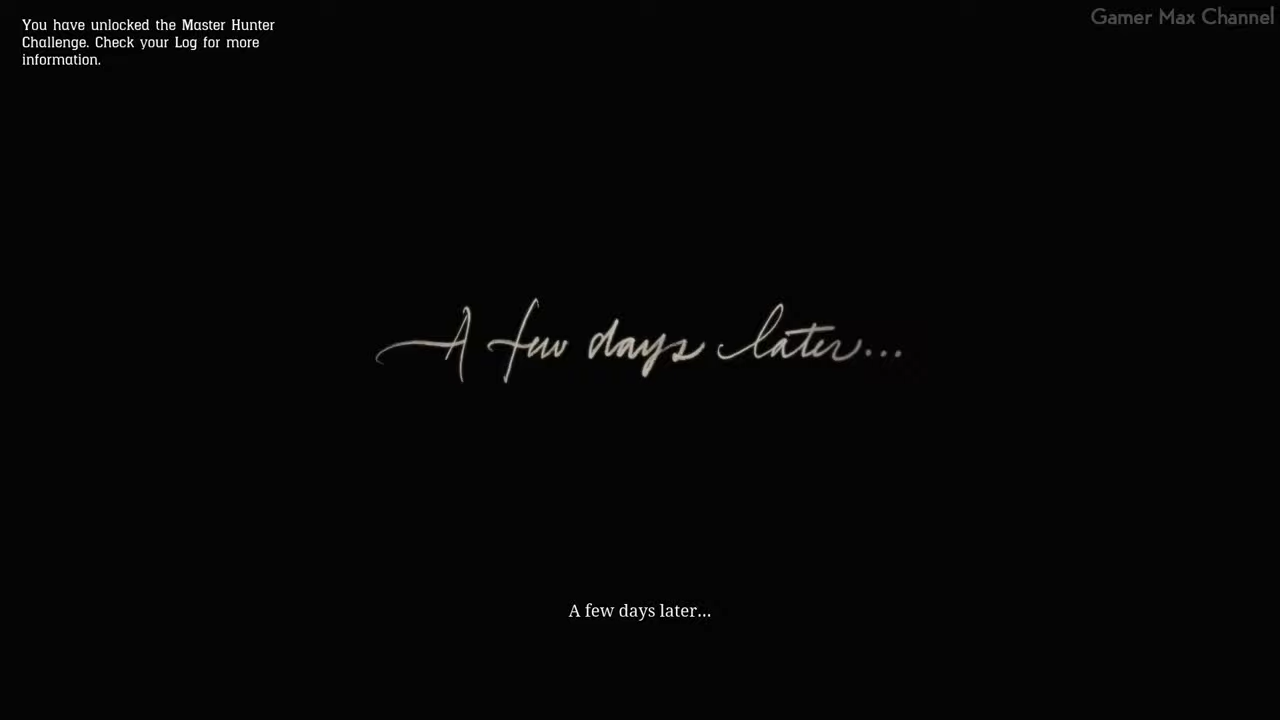 You have unlocked the Master Hunter
Challenge. Check your Log for more
information.
Gamer Max Channel
A few days later...
A few days later...